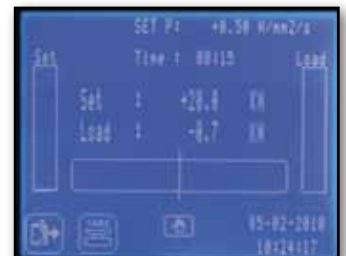 SET P: +0.50 N/mm2/s
Set Time : 00:15 Load
Set : +20.0 KN
Load : -0.7 KN
05-02-2010
10:24:17